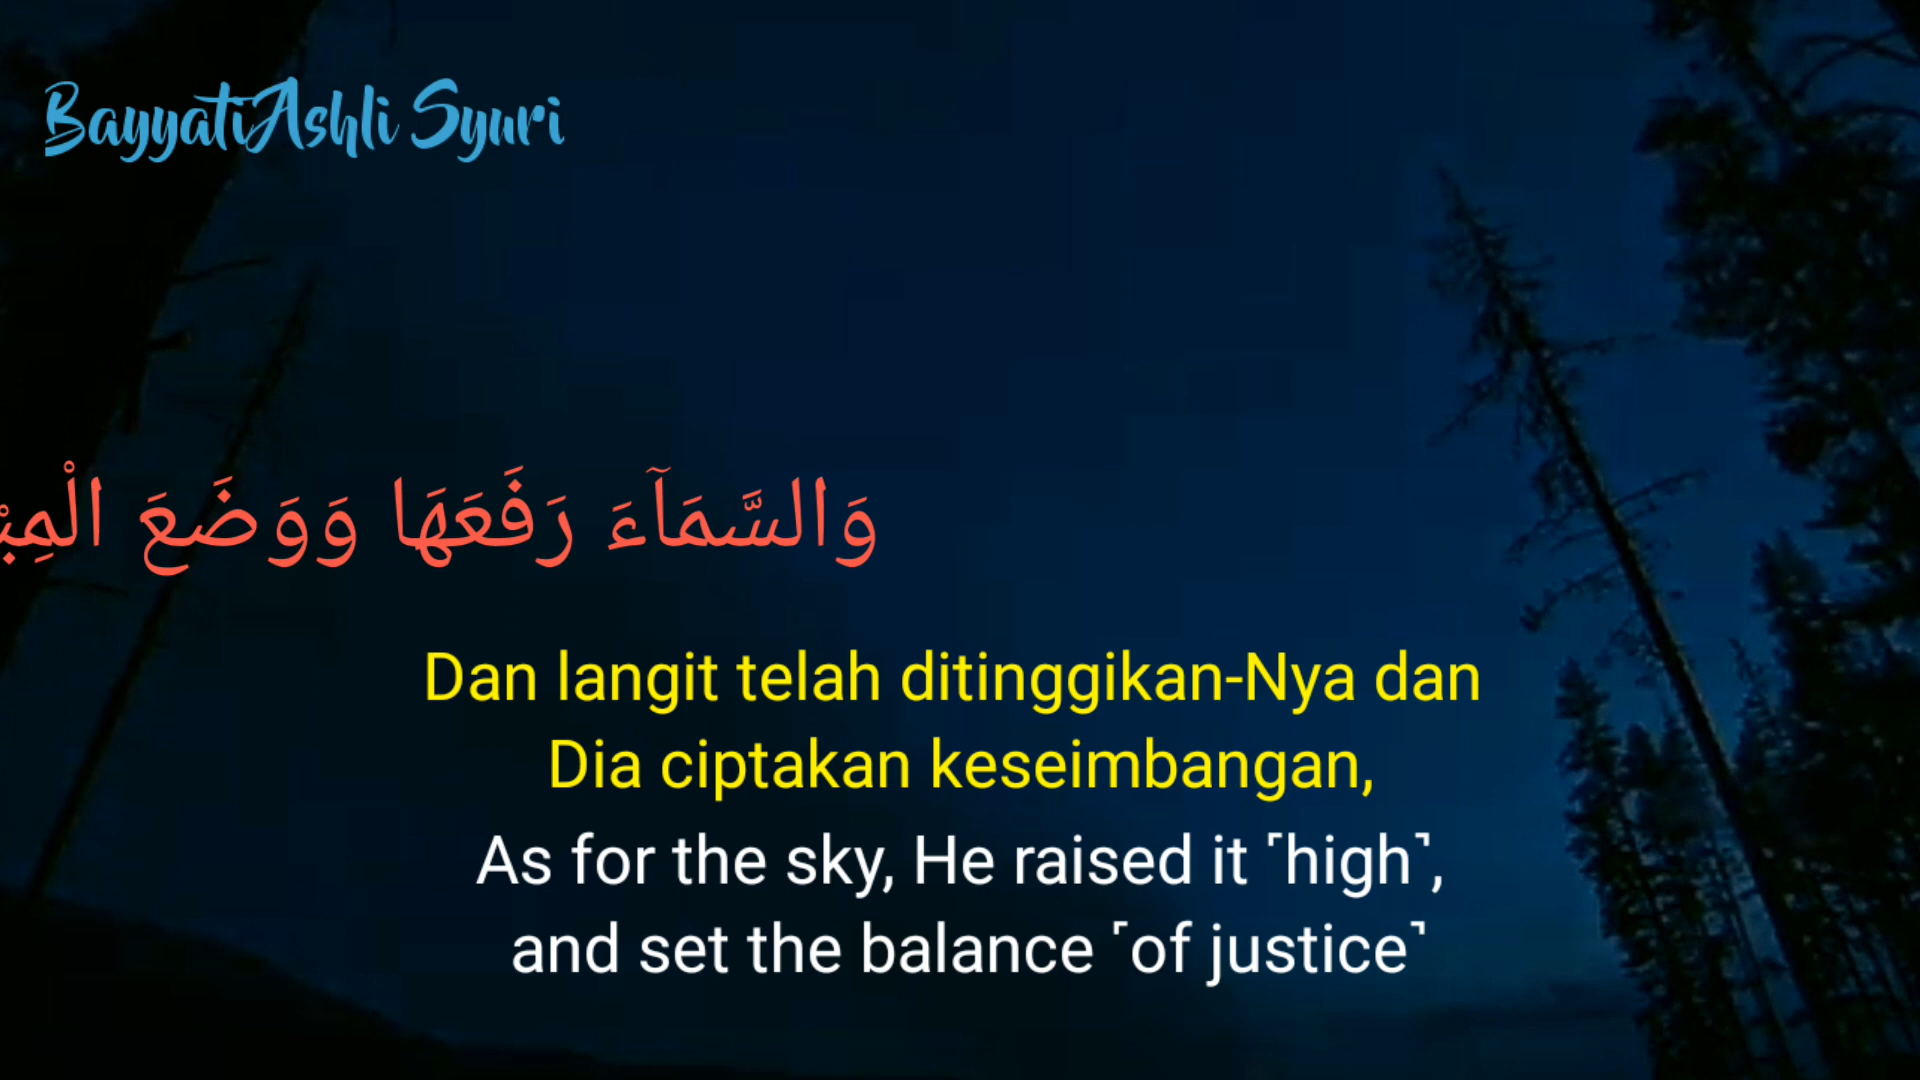 BayyatiAshli Syuri
وَالسَّمَآءَ رَفَعَهَا وَوَضَعَ
Dan langit telah ditinggikan-Nya dan
Dia ciptakan keseimbangan,
As for the sky, He raised it ˹high˺,
and set the balance ˹of justice˺